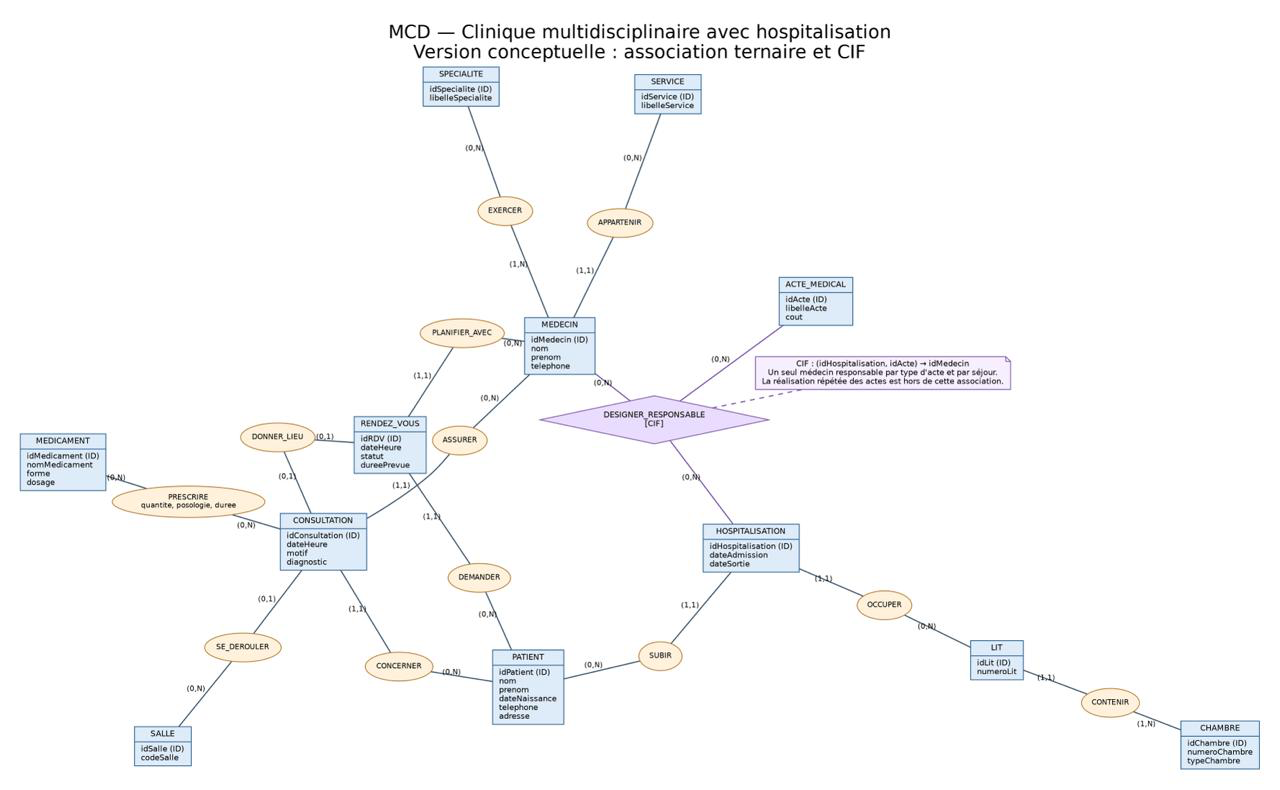 MCD — Clinique multidisciplinaire avec hospitalisation
Version conceptuelle : association ternaire et CIF
SPECIALITE
idSpecialite (ID)
libelleSpecialite
SERVICE
idService (ID)
libelleService
(0,N)
(0,N)
EXERCER
APPARTENIR
(1,N)
(1,1)
ACTE_MEDICAL
idActe (ID)
libelleActe
cout
MEDECIN
idMedecin (ID)
nom
prenom
telephone
PLANIFIER_AVEC
(0,N)
(0,N)
CIF : (idHospitalisation, idActe) → idMedecin
Un seul médecin responsable par type d'acte et par séjour.
La réalisation répétée des actes est hors de cette association.
(1,1)
(0,N)
(0,N)
DESIGNER_RESPONSABLE
[CIF]
RENDEZ_VOUS
idRDV (ID)
dateHeure
statut
dureePrevue
DONNER_LIEU
(0,1)
ASSURER
MEDICAMENT
idMedicament (ID)
nomMedicament
forme
dosage
(0,N)
(0,1)
(1,1)
(0,N)
PRESCRIRE
quantite, posologie, duree
(0,N)
(1,1)
CONSULTATION
idConsultation (ID)
dateHeure
motif
diagnostic
HOSPITALISATION
idHospitalisation (ID)
dateAdmission
dateSortie
DEMANDER
(1,1)
(0,1)
(1,1)
(0,N)
(1,1)
OCCUPER
(0,N)
SE_DEROULER
CONCERNER
(0,N)
PATIENT
idPatient (ID)
nom
prenom
dateNaissance
telephone
adresse
(0,N)
SUBIR
LIT
idLit (ID)
numeroLit
(1,1)
(0,N)
CONTENIR
(1,N)
SALLE
idSalle (ID)
codeSalle
CHAMBRE
idChambre (ID)
numeroChambre
typeChambre